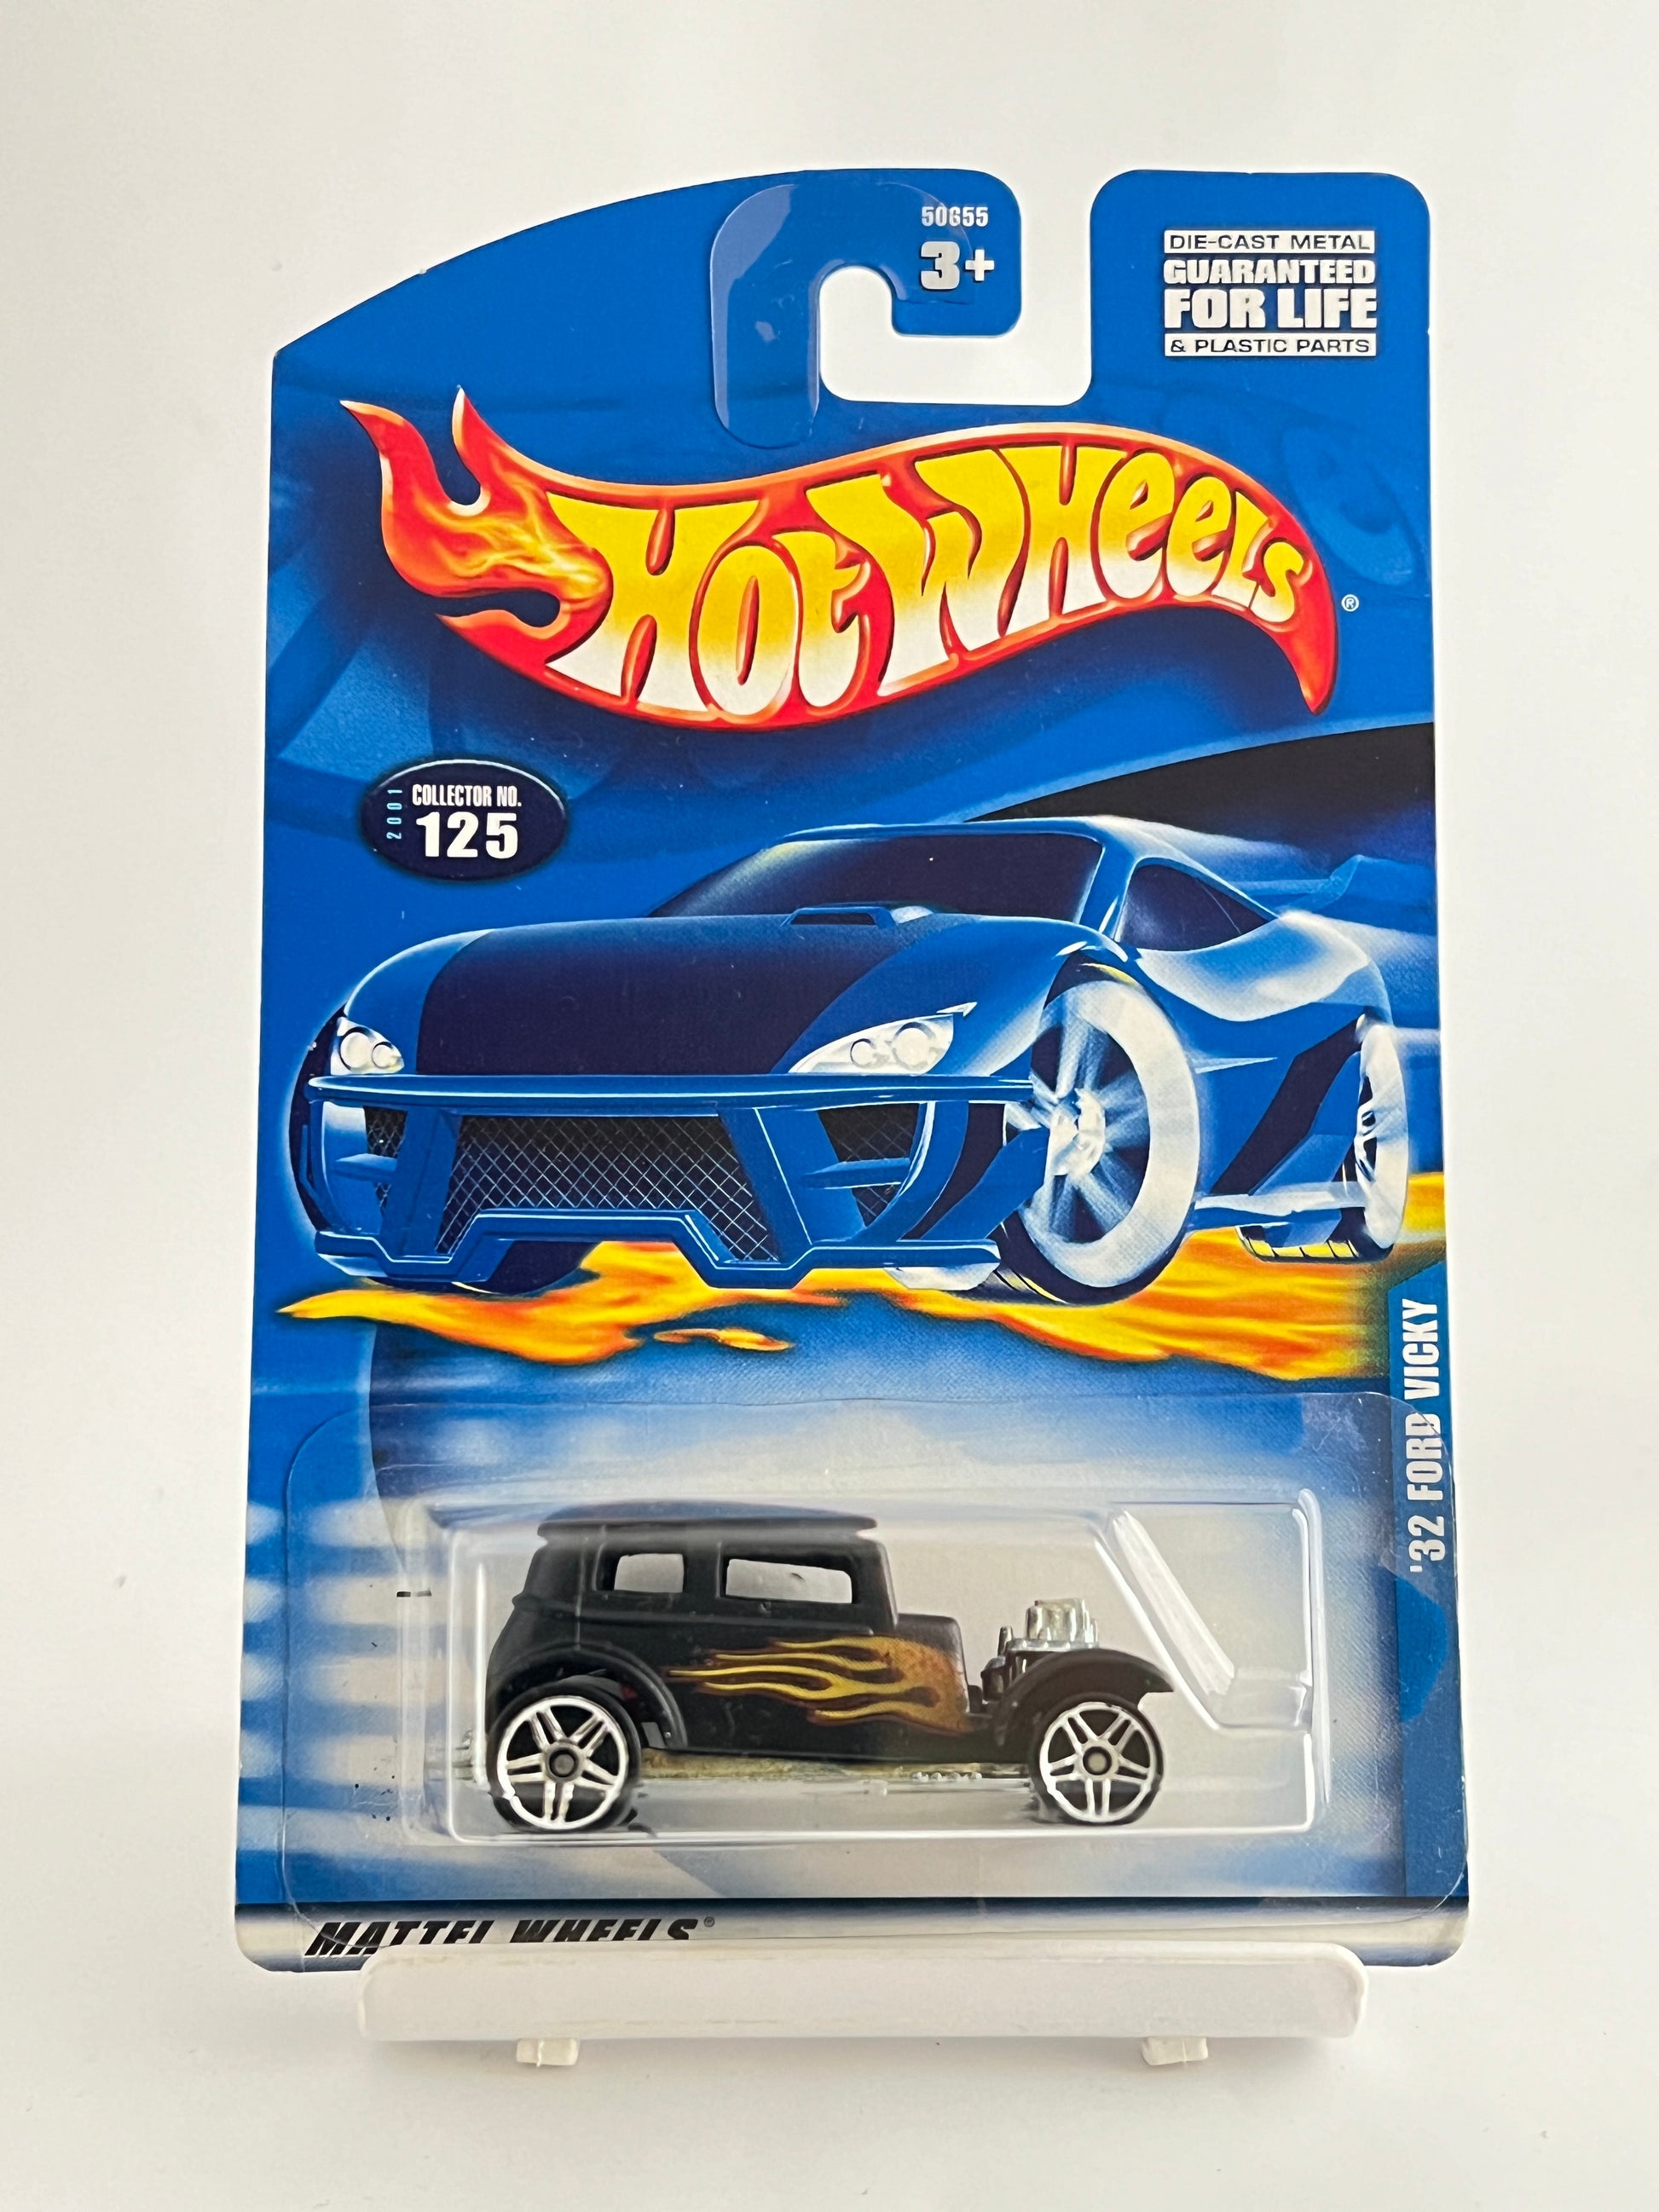 50655
3+
DIE-CAST METAL
GUARANTEED
FOR LIFE
& PLASTIC PARTS
HOT WHEELS®
2001
COLLECTOR NO.
125
'32 FORD VICKY
MATTEL WHEELS®